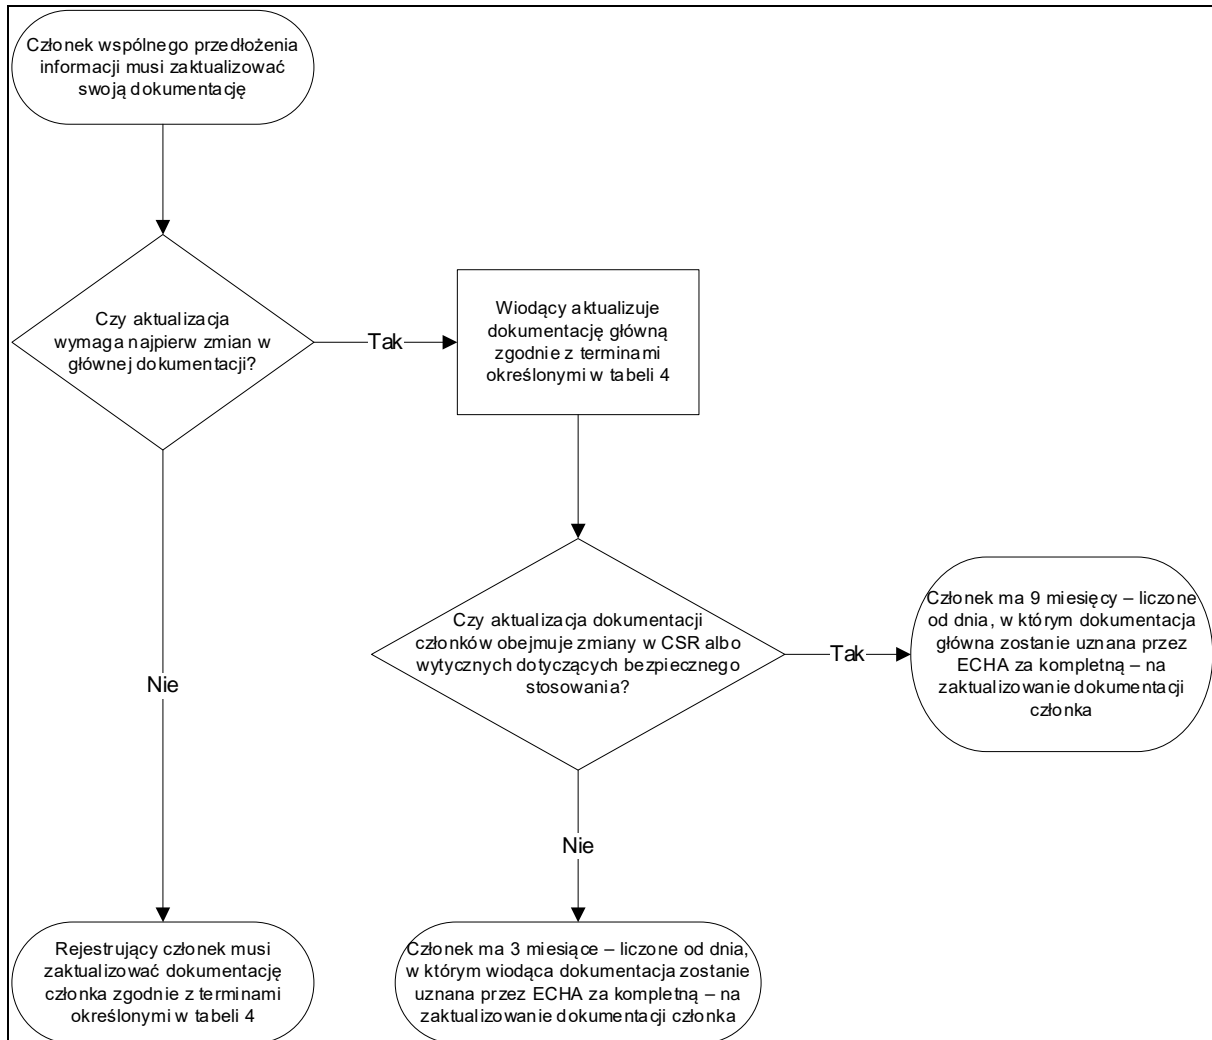 Członek wspólnego przedłożenia
informacji musi zaktualizować
swoją dokumentację
Czy aktualizacja
wymaga najpierw zmian w
głównej dokumentacji?
Tak
Wiodący aktualizuje
dokumentację główną
zgodnie z terminami
określonymi w tabeli 4
Czy aktualizacja dokumentacji
członków obejmuje zmiany w CSR albo
wytycznych dotyczących bezpiecznego
stosowania?
Tak
Członek ma 9 miesięcy – liczone
od dnia, w którym dokumentacja
główna zostanie uznana przez
ECHA za kompletną – na
zaktualizowanie dokumentacji
członka
Nie
Nie
Rejestrujący członek musi
zaktualizować dokumentację
członka zgodnie z terminami
określonymi w tabeli 4
Członek ma 3 miesiące – liczone od dnia,
w którym wiodąca dokumentacja zostanie
uznana przez ECHA za kompletną – na
zaktualizowanie dokumentacji członka